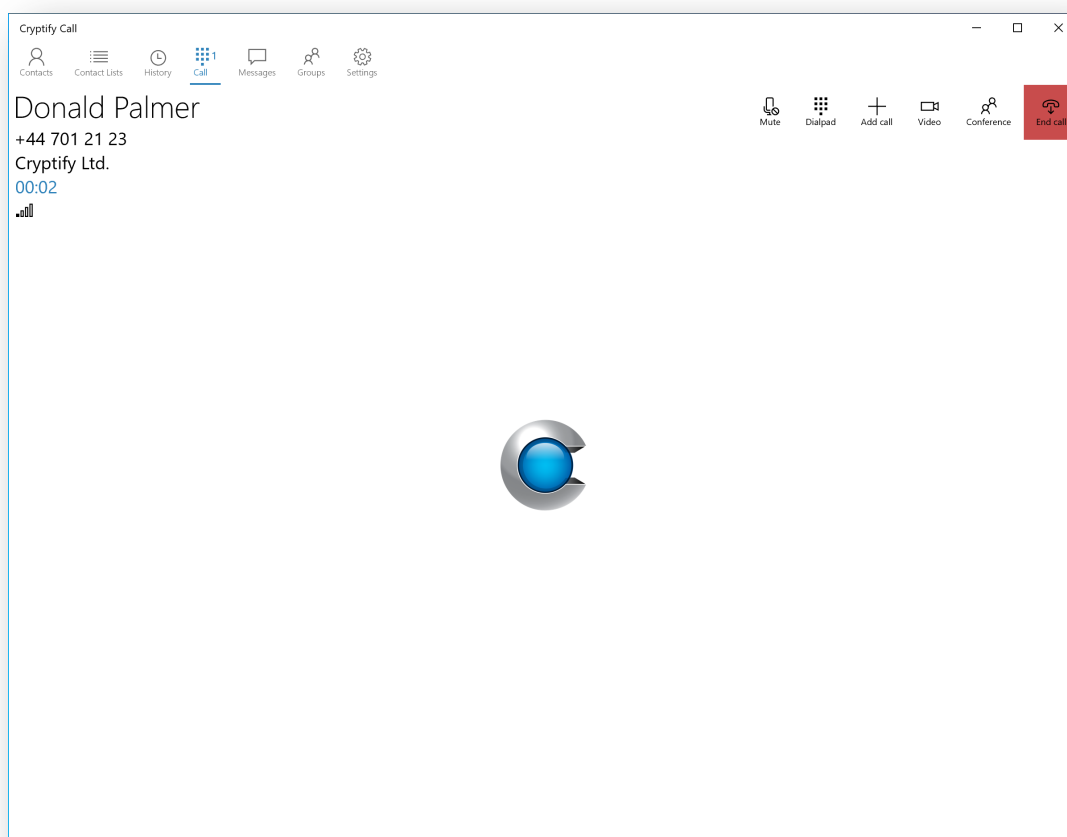 Cryptify Call
Contacts Contact Lists History Call 1 Messages Groups Settings
Donald Palmer
+44 701 21 23
Cryptify Ltd.
00:02
Mute Dialpad Add call Video Conference End call